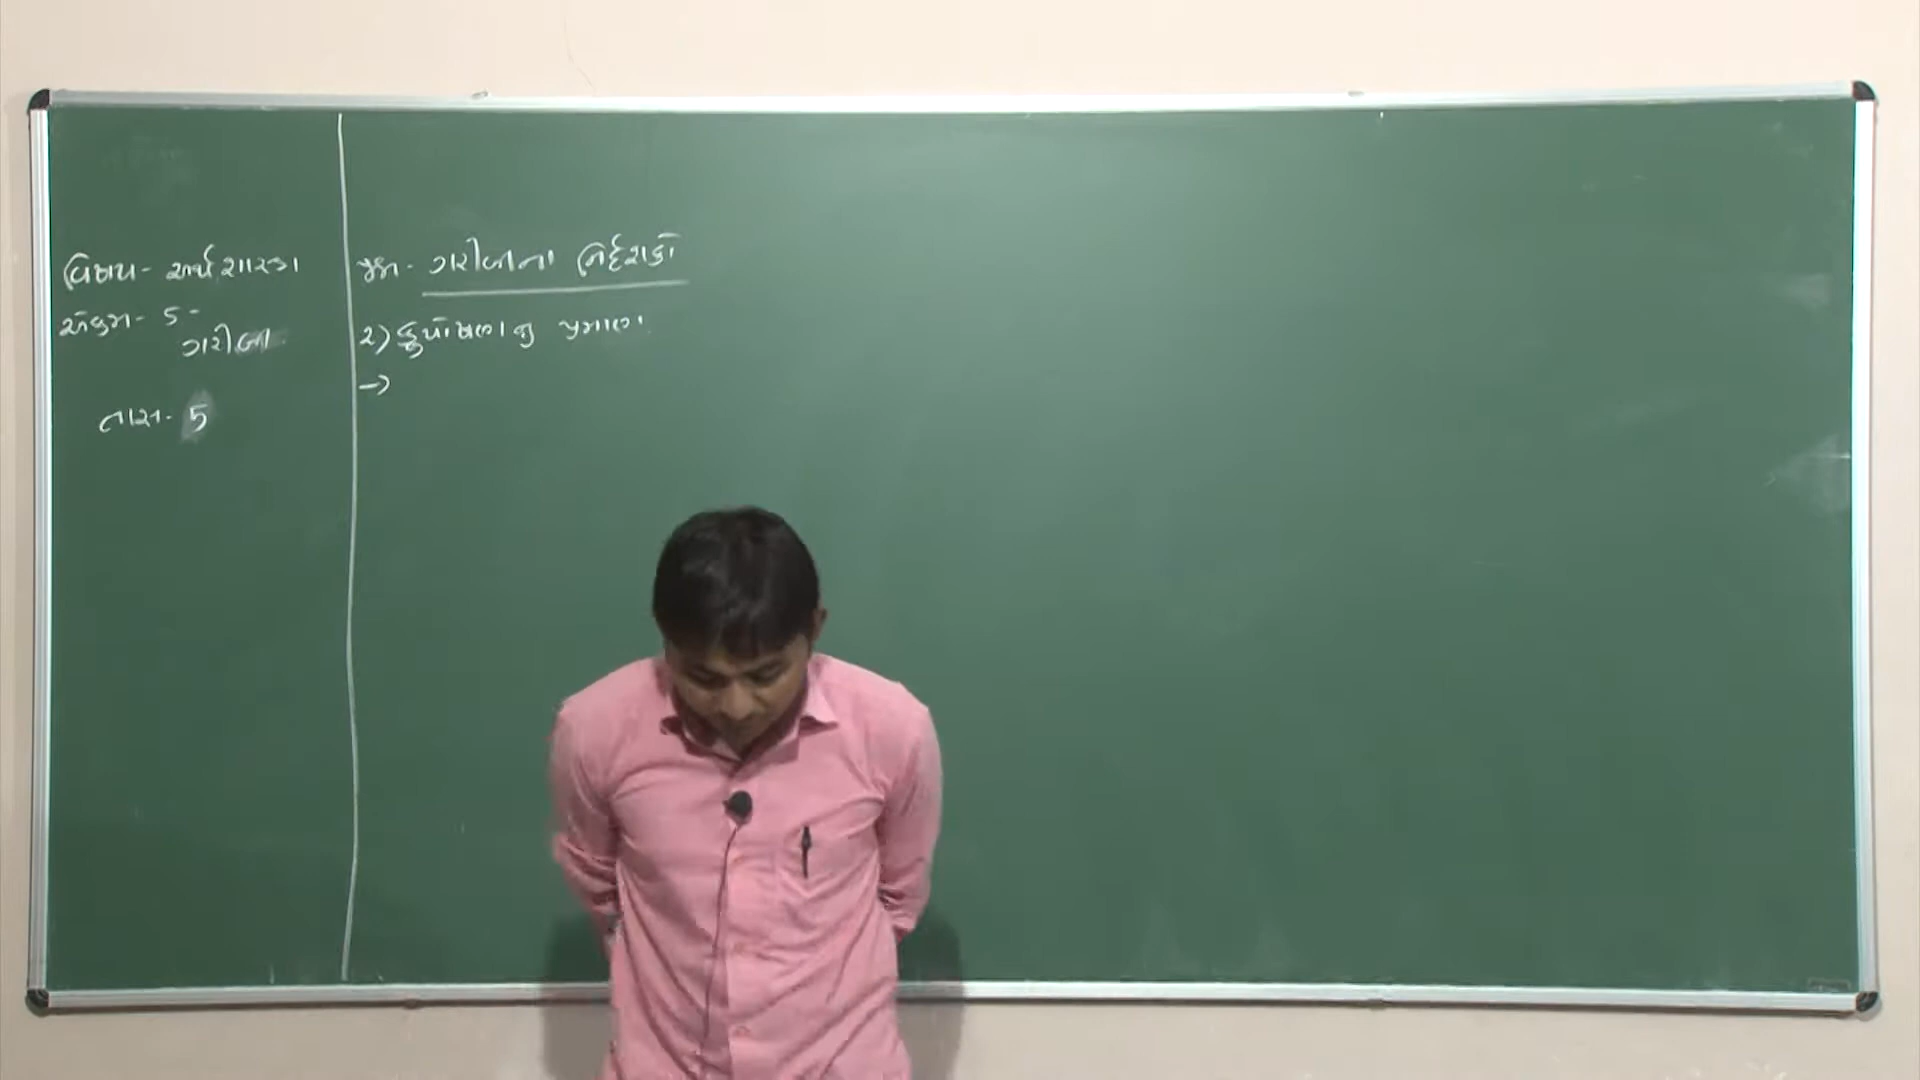 વિષય - અર્થશાસ્ત્ર
એકમ - 5 -
ગરીબી
તાસ - 5
ગરીબીના નિર્દેશકો
2) કુપોષણનું પ્રમાણ
→